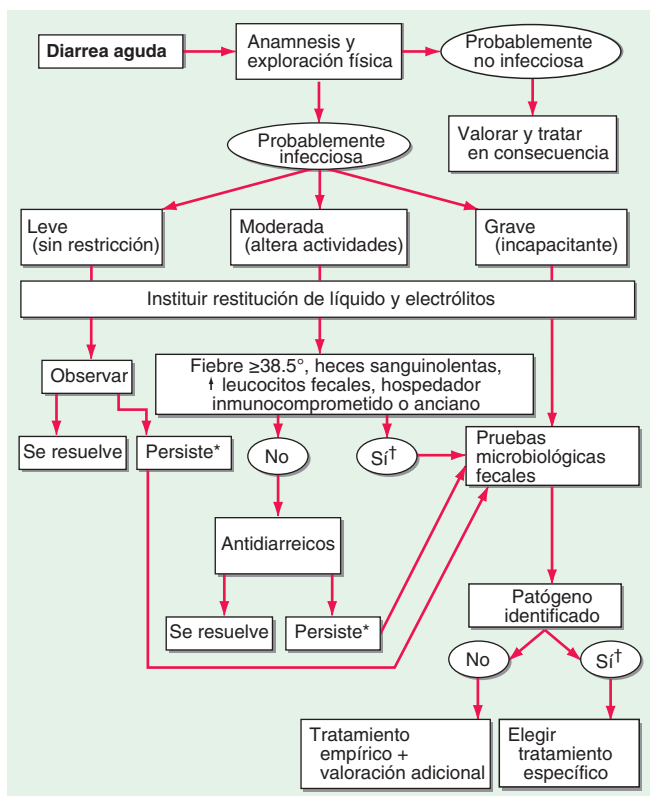 Diarrea aguda
Anamnesis y
exploración física
Probablemente
no infecciosa
Valorar y tratar
en consecuencia
Probablemente
infecciosa
Leve
(sin restricción)
Moderada
(altera actividades)
Grave
(incapacitante)
Instituir restitución de líquido y electrólitos
Observar
Fiebre ≥38.5°, heces sanguinolentas,
↑ leucocitos fecales, hospedador
inmunocomprometido o anciano
Se resuelve
Persiste*
No
Sí†
Pruebas
microbiológicas
fecales
Antidiarreicos
Se resuelve
Persiste*
Patógeno
identificado
No
Sí†
Tratamiento
empírico +
valoración adicional
Elegir
tratamiento
específico